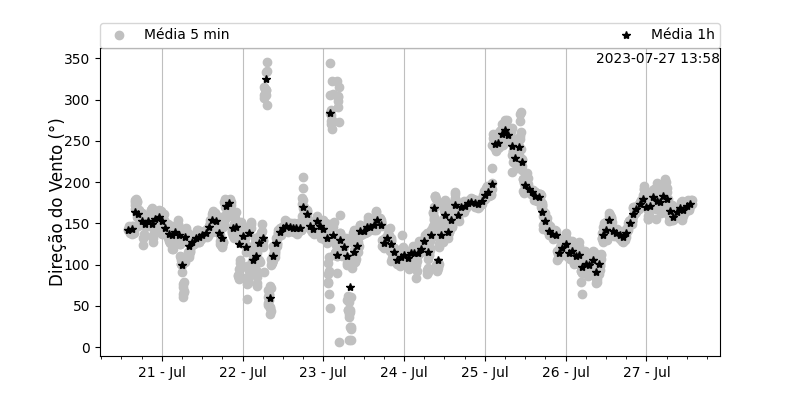 Média 5 min
Média 1h
2023-07-27 13:58
Direção do Vento (°)
350
300
250
200
150
100
50
0
21 - Jul
22 - Jul
23 - Jul
24 - Jul
25 - Jul
26 - Jul
27 - Jul